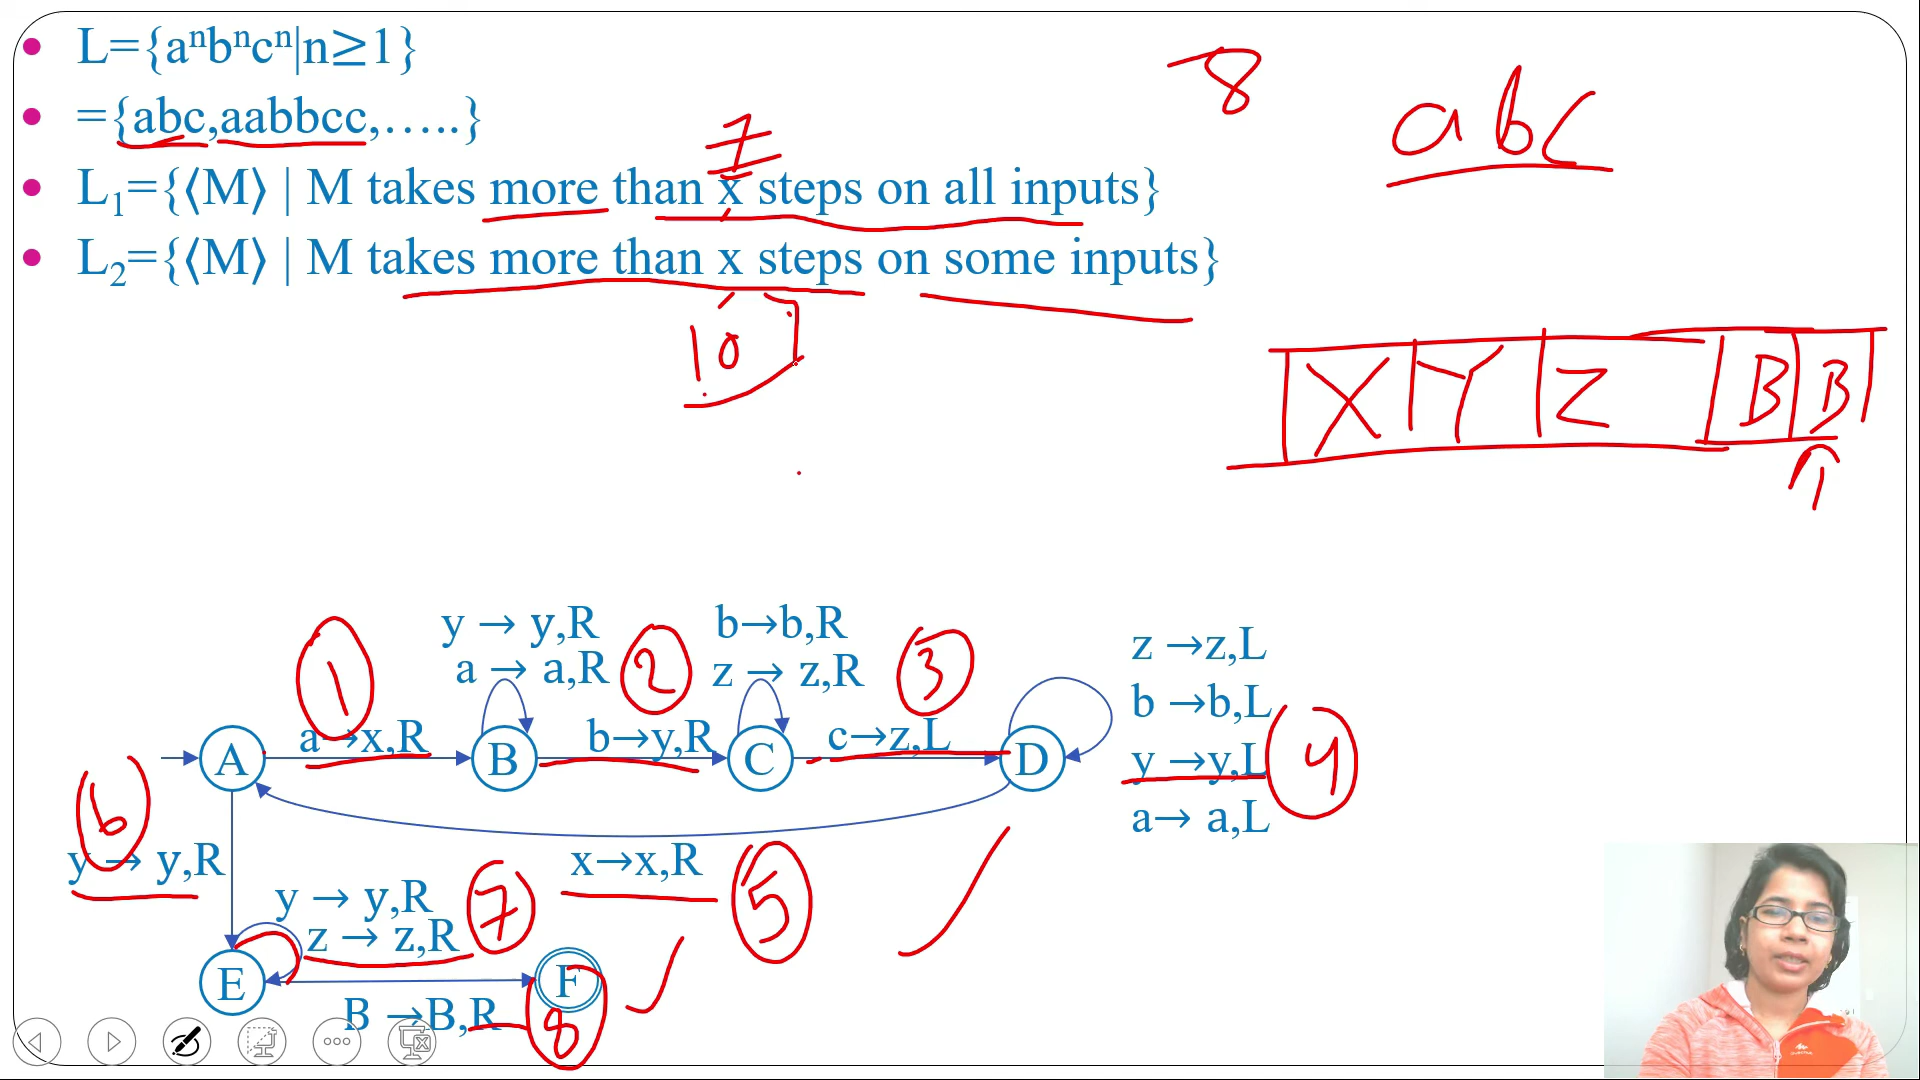 L={aⁿbⁿcⁿ|n≥1}
={abc,aabbcc,…..}
L₁={⟨M⟩ | M takes more than x steps on all inputs}
L₂={⟨M⟩ | M takes more than x steps on some inputs}
7
8
abc
10
X Y Z B B
y → y,R
a → a,R
b→b,R
z → z,R
z →z,L
b →b,L
y →y,L
a→ a,L
1
2
3
4
a→x,R
b→y,R
c→z,L
A
B
C
D
6
y → y,R
x→x,R
5
y → y,R
z → z,R
7
E
F
B →B,R
8